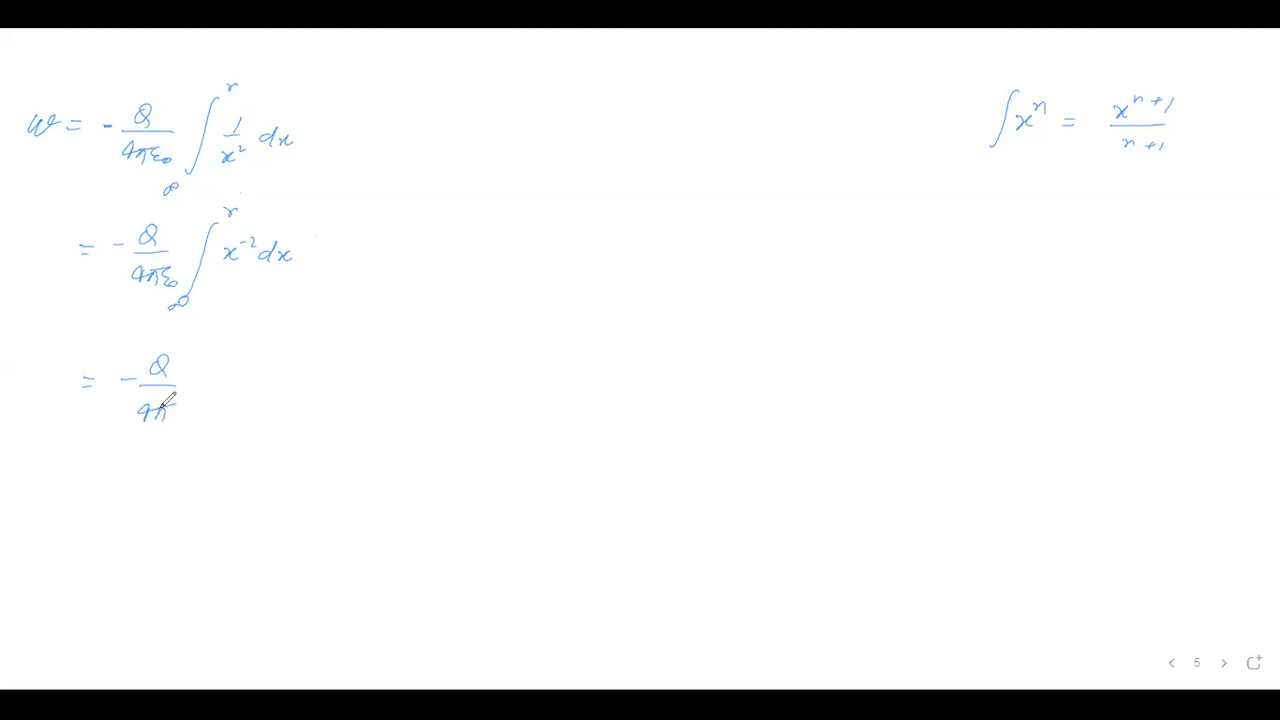 W = - Q/4πε₀ ∫_∞^r 1/x² dx
∫xⁿ = xⁿ⁺¹/n+1
= - Q/4πε₀ ∫_∞^r x⁻² dx
= - Q/4π
< 5 >